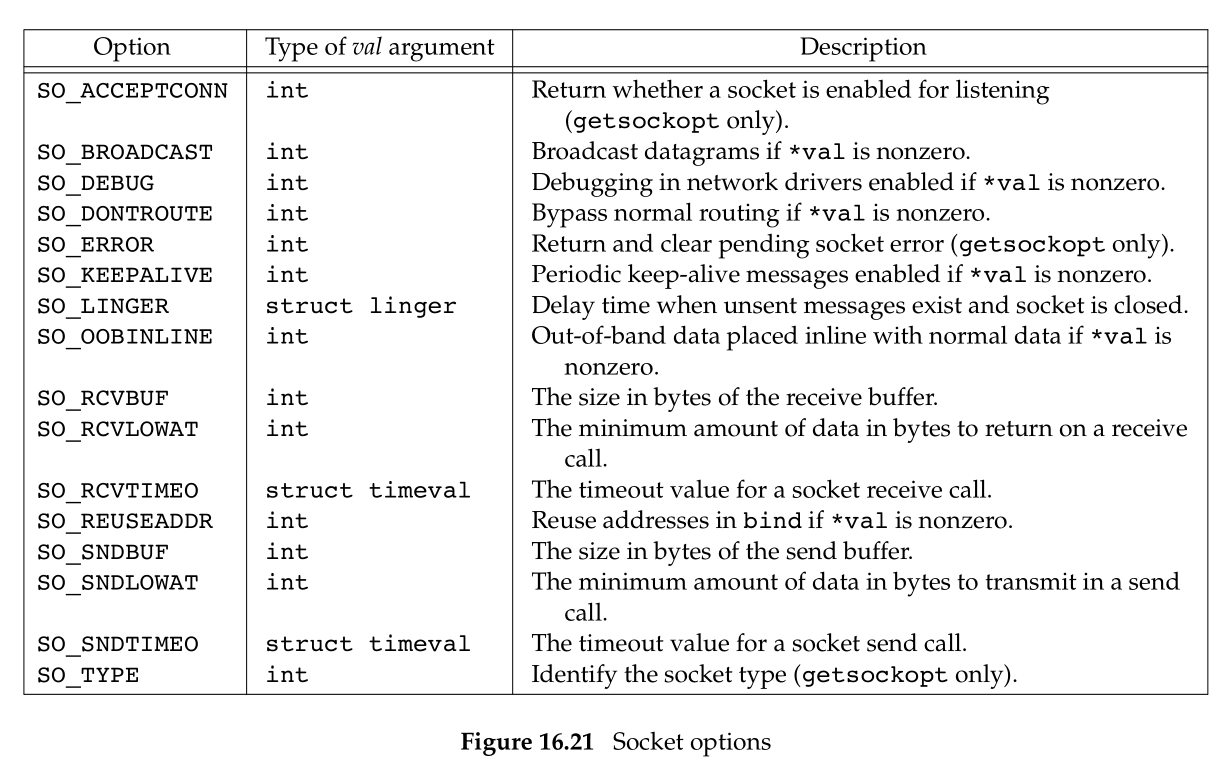 Option Type of val argument Description
SO_ACCEPTCONN int Return whether a socket is enabled for listening
(getsockopt only).
SO_BROADCAST int Broadcast datagrams if *val is nonzero.
SO_DEBUG int Debugging in network drivers enabled if *val is nonzero.
SO_DONTROUTE int Bypass normal routing if *val is nonzero.
SO_ERROR int Return and clear pending socket error (getsockopt only).
SO_KEEPALIVE int Periodic keep-alive messages enabled if *val is nonzero.
SO_LINGER struct linger Delay time when unsent messages exist and socket is closed.
SO_OOBINLINE int Out-of-band data placed inline with normal data if *val is
nonzero.
SO_RCVBUF int The size in bytes of the receive buffer.
SO_RCVLOWAT int The minimum amount of data in bytes to return on a receive
call.
SO_RCVTIMEO struct timeval The timeout value for a socket receive call.
SO_REUSEADDR int Reuse addresses in bind if *val is nonzero.
SO_SNDBUF int The size in bytes of the send buffer.
SO_SNDLOWAT int The minimum amount of data in bytes to transmit in a send
call.
SO_SNDTIMEO struct timeval The timeout value for a socket send call.
SO_TYPE int Identify the socket type (getsockopt only).
Figure 16.21 Socket options